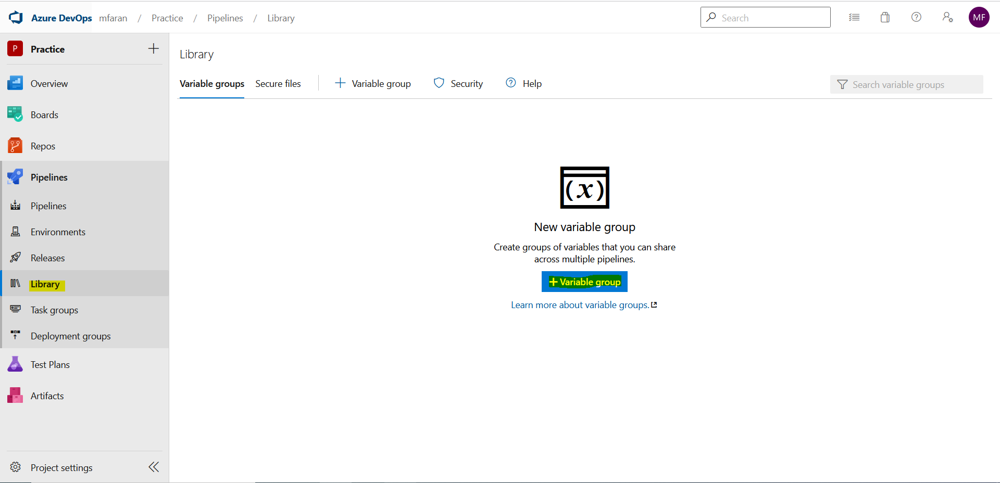 Azure DevOps mfaran / Practice / Pipelines / Library
Search
MF
P Practice
Overview
Boards
Repos
Pipelines
Pipelines
Environments
Releases
Library
Task groups
Deployment groups
Test Plans
Artifacts
Project settings
Library
Variable groups Secure files + Variable group Security Help
Search variable groups
(x)
New variable group
Create groups of variables that you can share
across multiple pipelines.
+ Variable group
Learn more about variable groups.